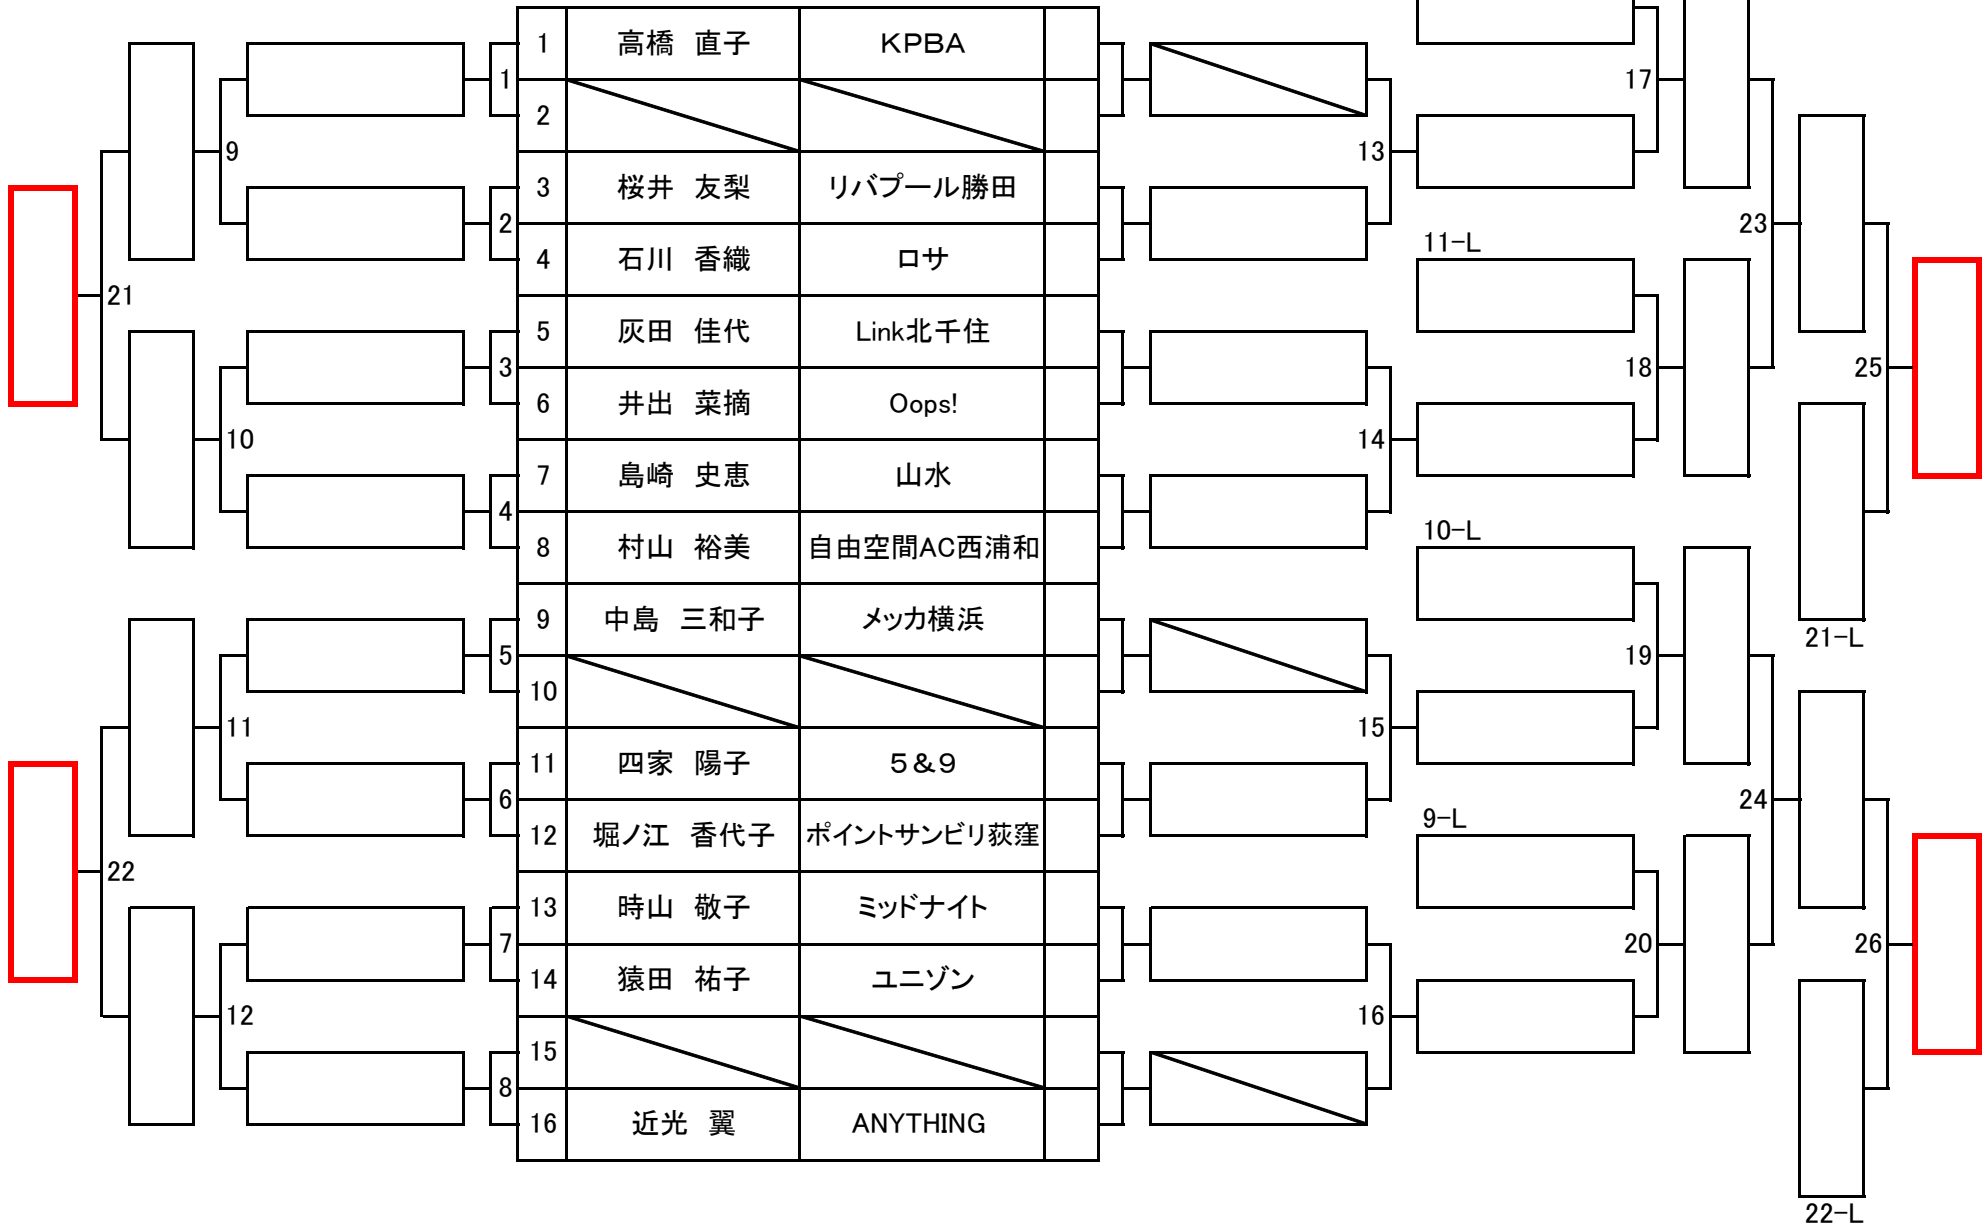 1 高橋 直子 KPBA
1
17
2
9
13
3 桜井 友梨 リバプール勝田
2
23
4 石川 香織 ロサ
11-L
21
5 灰田 佳代 Link北千住
3
18
25
6 井出 菜摘 Oops!
10
14
7 島崎 史恵 山水
4
10-L
8 村山 裕美 自由空間AC西浦和
9 中島 三和子 メッカ横浜
21-L
5
19
10
11
15
11 四家 陽子 5&9
6
24
9-L
12 堀ノ江 香代子 ポイントサンビリ荻窪
22
13 時山 敬子 ミッドナイト
7
20
26
14 猿田 祐子 ユニゾン
12
16
15
8
16 近光 翼 ANYTHING
22-L